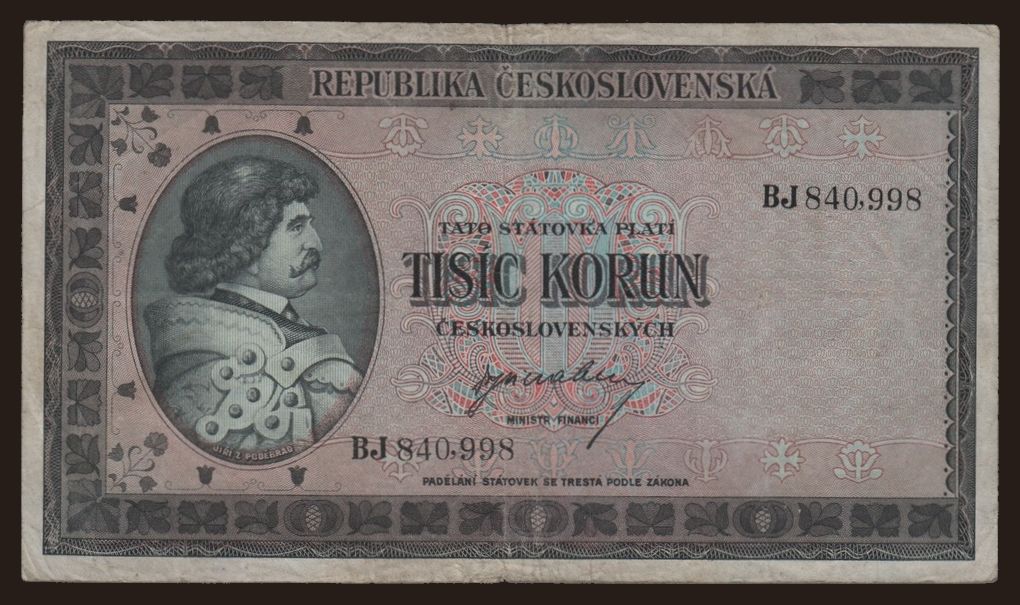 REPUBLIKA ČESKOSLOVENSKÁ
BJ 840,998
TATO STÁTOVKA PLATÍ
TISÍC KORUN
ČESKOSLOVENSKÝCH
MINISTR FINANCÍ
BJ 840,998
JIŘÍ Z PODĚBRAD
PADĚLÁNÍ STÁTOVEK SE TRESTÁ PODLE ZÁKONA